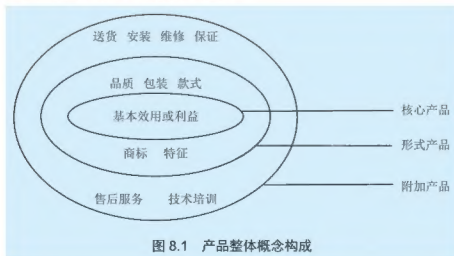 送货 安装 维修 保证
品质 包装 款式
基本效用或利益
核心产品
商标 特征
形式产品
附加产品
售后服务 技术培训
图 8.1 产品整体概念构成